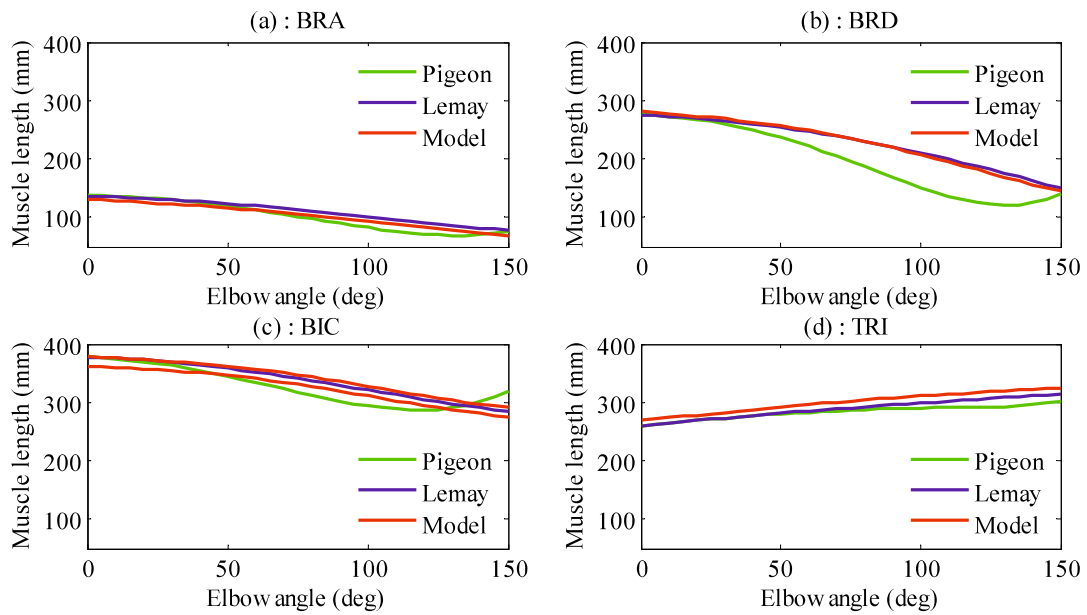 (a) : BRA
Muscle length (mm)
400
300
200
100
Pigeon
Lemay
Model
0 50 100 150
Elbow angle (deg)
(b) : BRD
Muscle length (mm)
400
300
200
100
Pigeon
Lemay
Model
0 50 100 150
Elbow angle (deg)
(c) : BIC
Muscle length (mm)
400
300
200
100
Pigeon
Lemay
Model
0 50 100 150
Elbow angle (deg)
(d) : TRI
Muscle length (mm)
400
300
200
100
Pigeon
Lemay
Model
0 50 100 150
Elbow angle (deg)